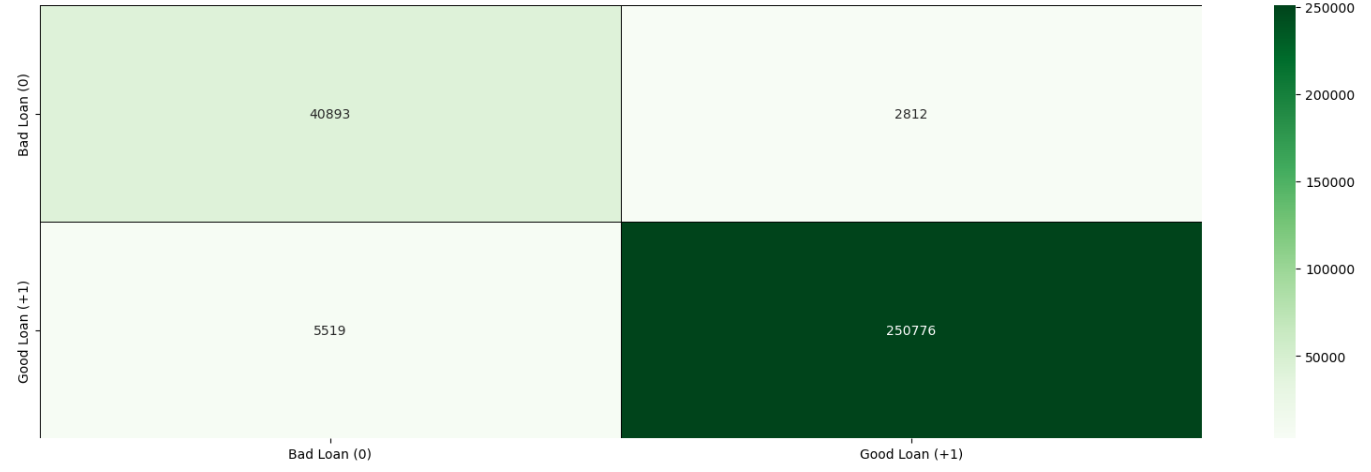 Bad Loan (0)
40893
2812
Good Loan (+1)
5519
250776
Bad Loan (0)
Good Loan (+1)
250000
200000
150000
100000
50000